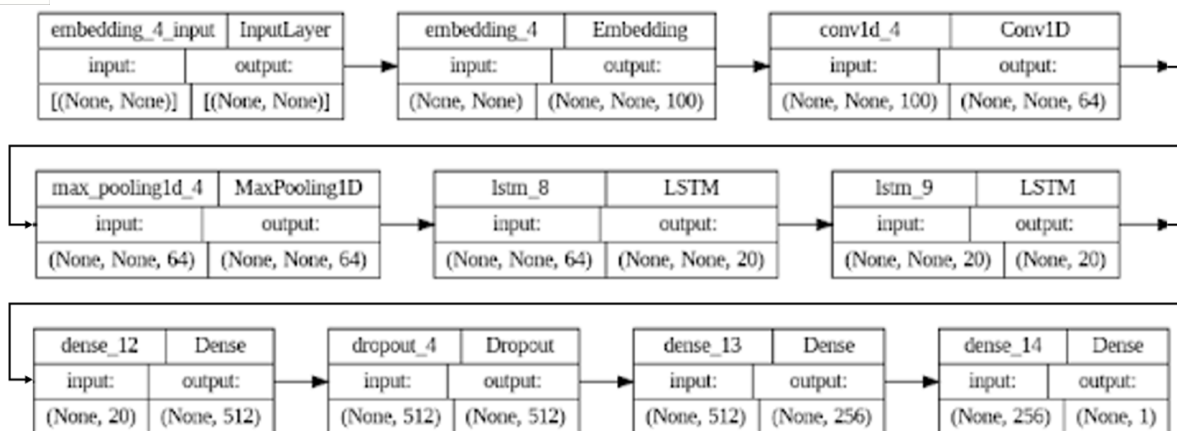 embedding_4_input InputLayer
input: output:
[(None, None)] [(None, None)]
embedding_4 Embedding
input: output:
(None, None) (None, None, 100)
conv1d_4 Conv1D
input: output:
(None, None, 100) (None, None, 64)
max_pooling1d_4 MaxPooling1D
input: output:
(None, None, 64) (None, None, 64)
lstm_8 LSTM
input: output:
(None, None, 64) (None, None, 20)
lstm_9 LSTM
input: output:
(None, None, 20) (None, 20)
dense_12 Dense
input: output:
(None, 20) (None, 512)
dropout_4 Dropout
input: output:
(None, 512) (None, 512)
dense_13 Dense
input: output:
(None, 512) (None, 256)
dense_14 Dense
input: output:
(None, 256) (None, 1)